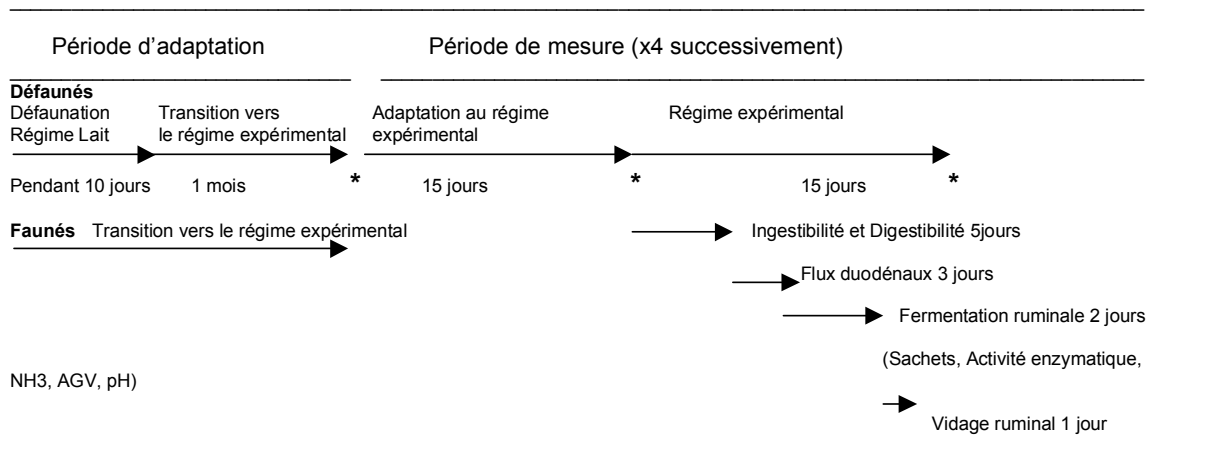 Période d’adaptation Période de mesure (x4 successivement)
Défaunés
Défaunation Transition vers Adaptation au régime Régime expérimental
Régime Lait le régime expérimental expérimental
Pendant 10 jours 1 mois * 15 jours * 15 jours *
Faunés Transition vers le régime expérimental Ingestibilité et Digestibilité 5jours
Flux duodénaux 3 jours
Fermentation ruminale 2 jours
(Sachets, Activité enzymatique,
NH3, AGV, pH)
Vidage ruminal 1 jour